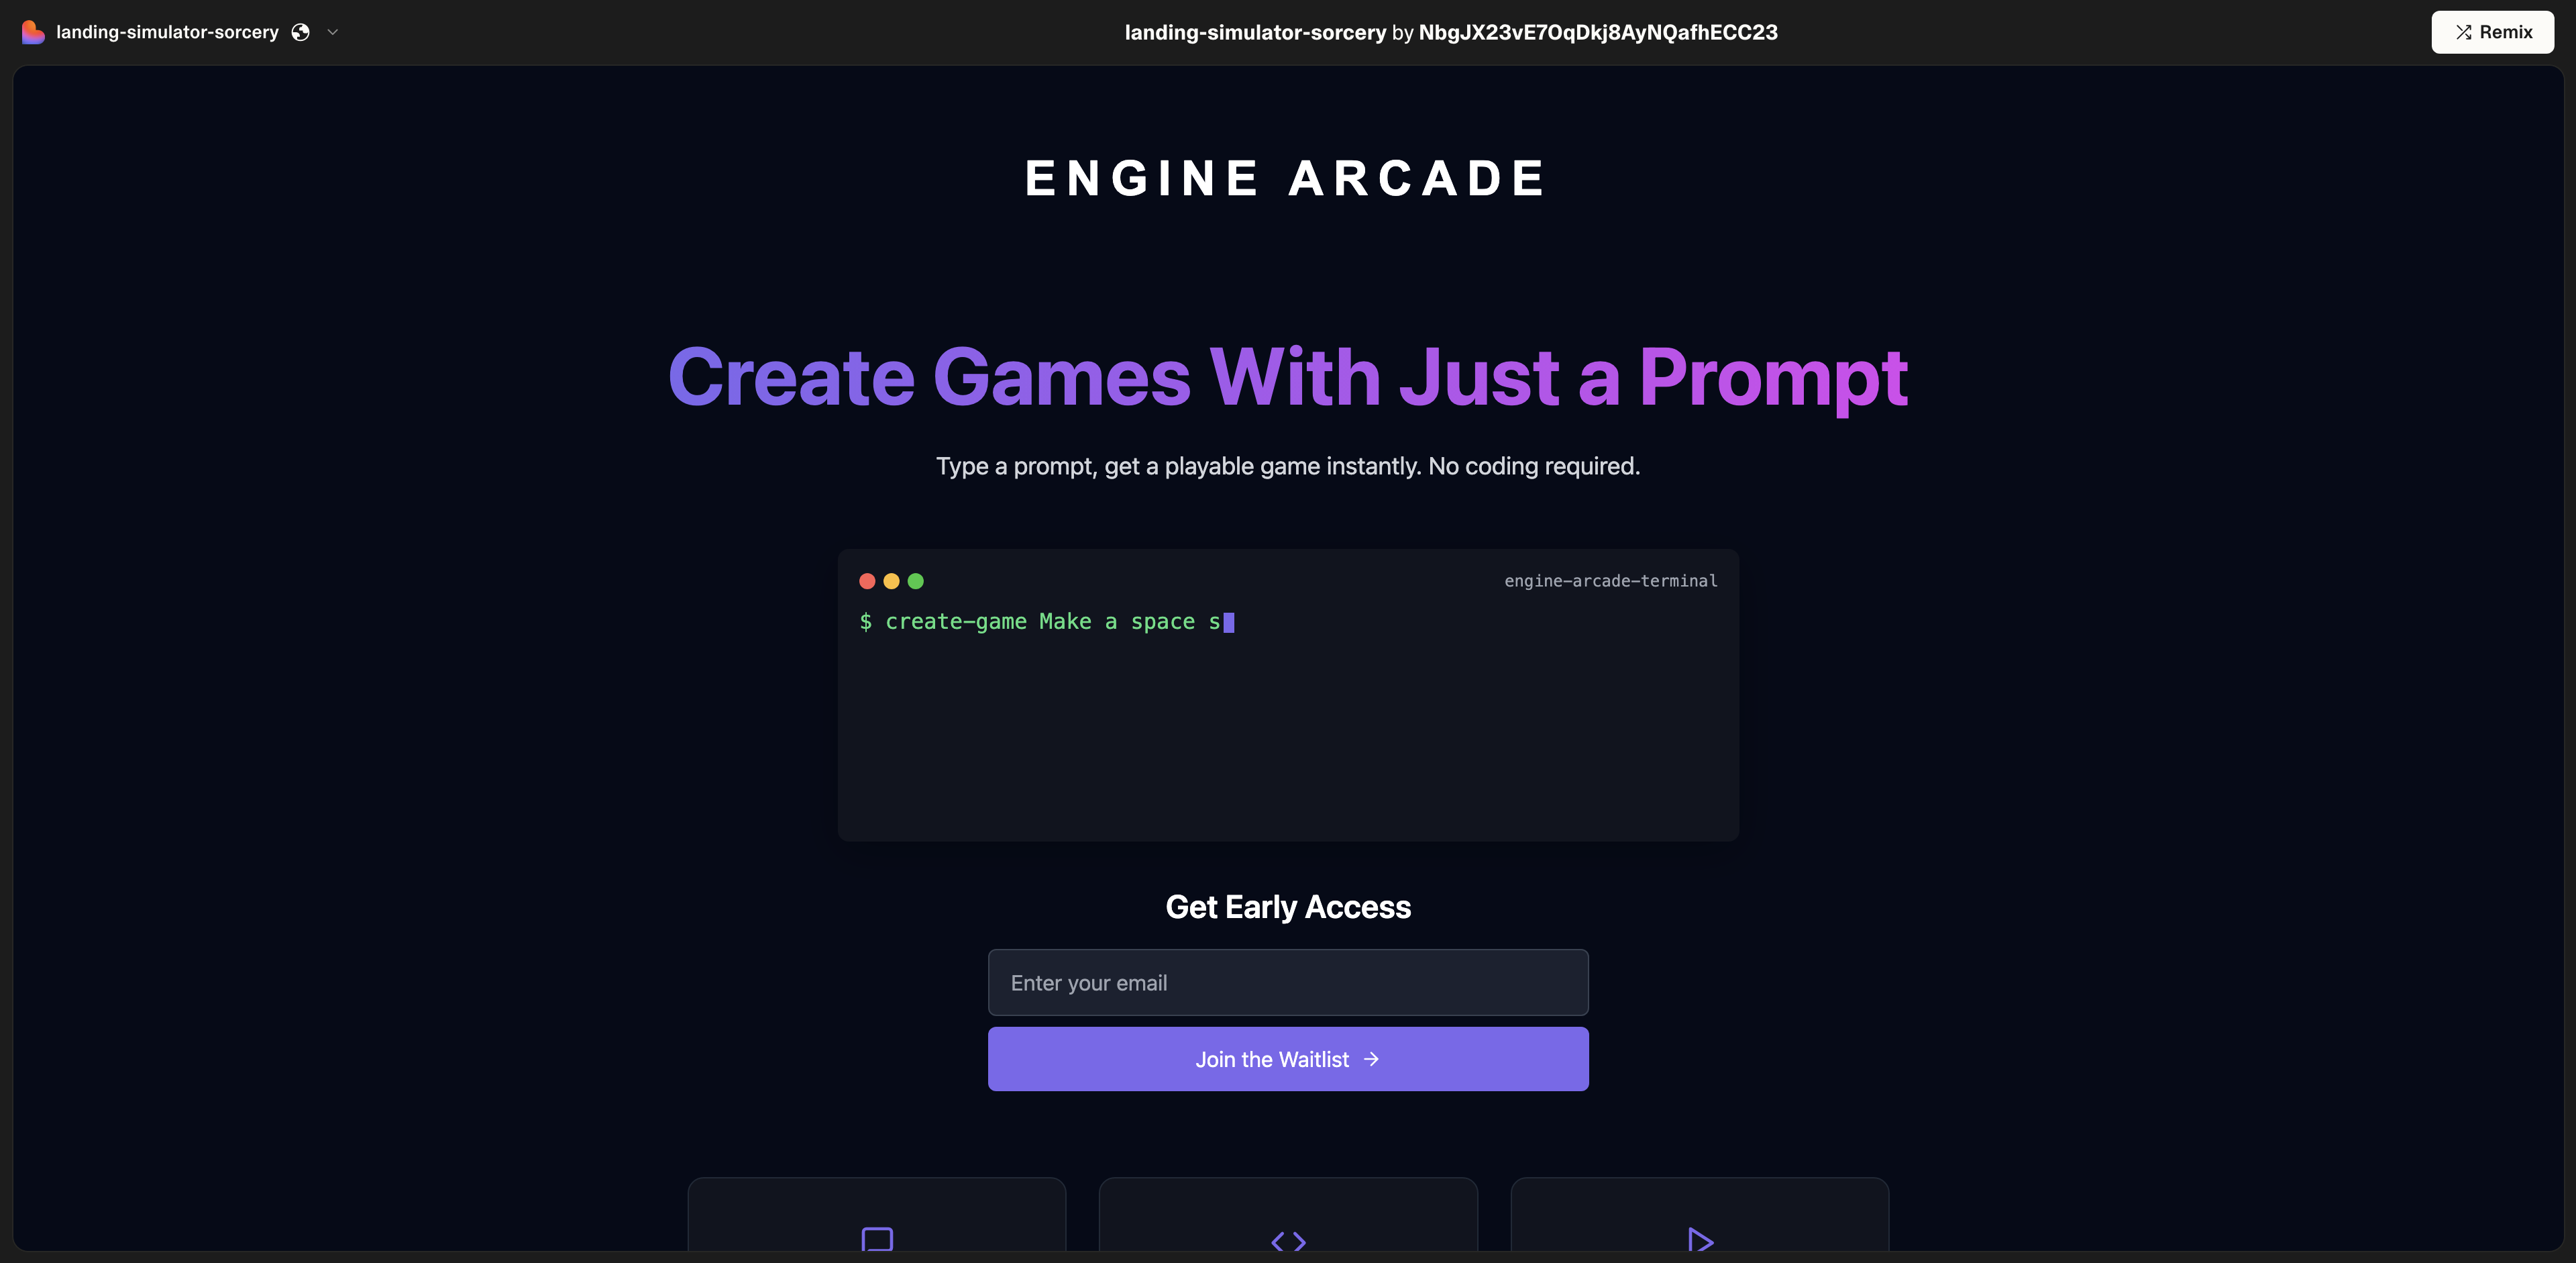 landing-simulator-sorcery
landing-simulator-sorcery by NbgJX23vE7OqDkj8AyNQafhECC23
Remix
ENGINE ARCADE
Create Games With Just a Prompt
Type a prompt, get a playable game instantly. No coding required.
engine-arcade-terminal
$ create-game Make a space s
Get Early Access
Enter your email
Join the Waitlist →